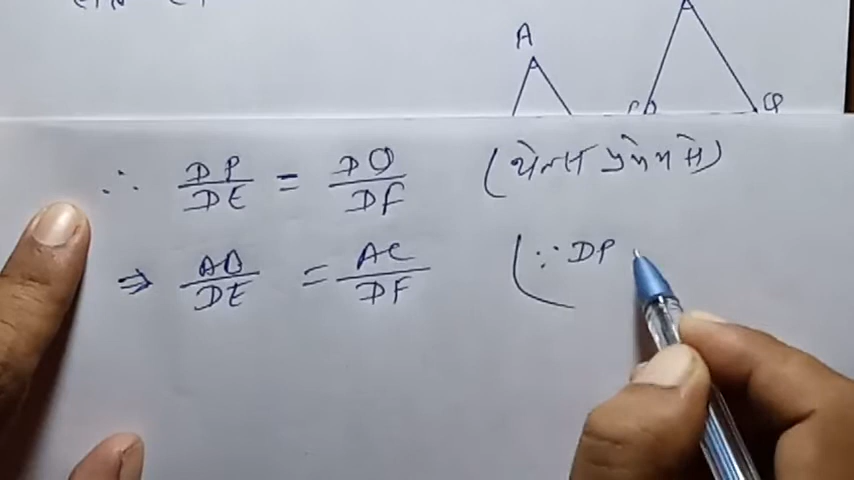 A
Q
∴ DP/DE = DQ/DF (थेल्स प्रमेय से)
⇒ AB/DE = AC/DF (∵ DP